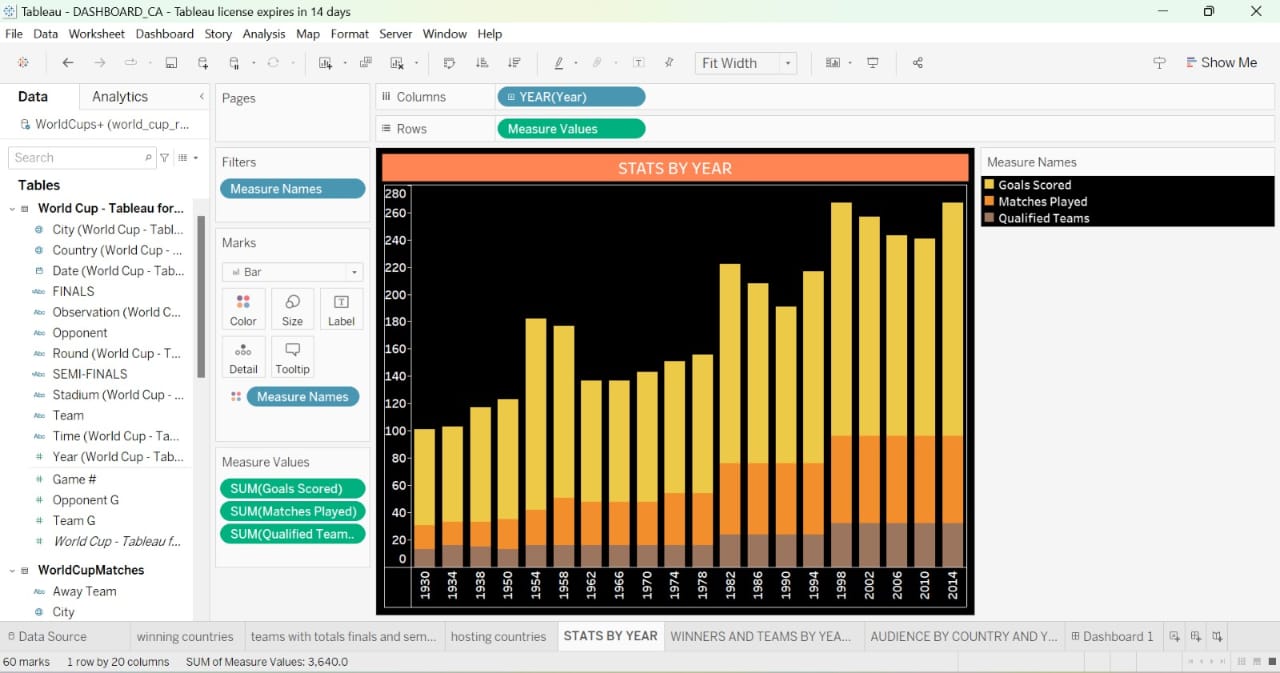 Tableau - DASHBOARD_CA - Tableau license expires in 14 days
File Data Worksheet Dashboard Story Analysis Map Format Server Window Help
Fit Width
Show Me
Data Analytics
WorldCups+ (world_cup_r...
Search
Tables
World Cup - Tableau for...
City (World Cup - Tabl...
Country (World Cup - ...
Date (World Cup - Tab...
Abc FINALS
Abc Observation (World C...
Abc Opponent
Abc Round (World Cup - T...
Abc SEMI-FINALS
Abc Stadium (World Cup - ...
Abc Team
Abc Time (World Cup - Ta...
# Year (World Cup - Tab...
# Game #
# Opponent G
# Team G
# World Cup - Tableau f...
WorldCupMatches
Abc Away Team
City
Pages
Filters
Measure Names
Marks
Bar
Color Size Label
Detail Tooltip
Measure Names
Measure Values
SUM(Goals Scored)
SUM(Matches Played)
SUM(Qualified Team..
Columns YEAR(Year)
Rows Measure Values
STATS BY YEAR
280
260
240
220
200
180
160
140
120
100
80
60
40
20
0
1930 1934 1938 1950 1954 1958 1962 1966 1970 1974 1978 1982 1986 1990 1994 1998 2002 2006 2010 2014
Measure Names
Goals Scored
Matches Played
Qualified Teams
Data Source winning countries teams with totals finals and sem... hosting countries STATS BY YEAR WINNERS AND TEAMS BY YEA... AUDIENCE BY COUNTRY AND Y... Dashboard 1
60 marks 1 row by 20 columns SUM of Measure Values: 3,640.0